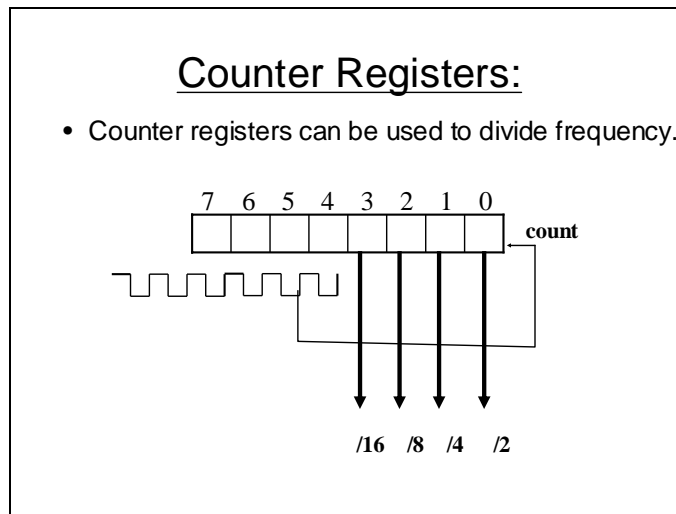 Counter Registers:
• Counter registers can be used to divide frequency.
7 6 5 4 3 2 1 0
count
/16 /8 /4 /2